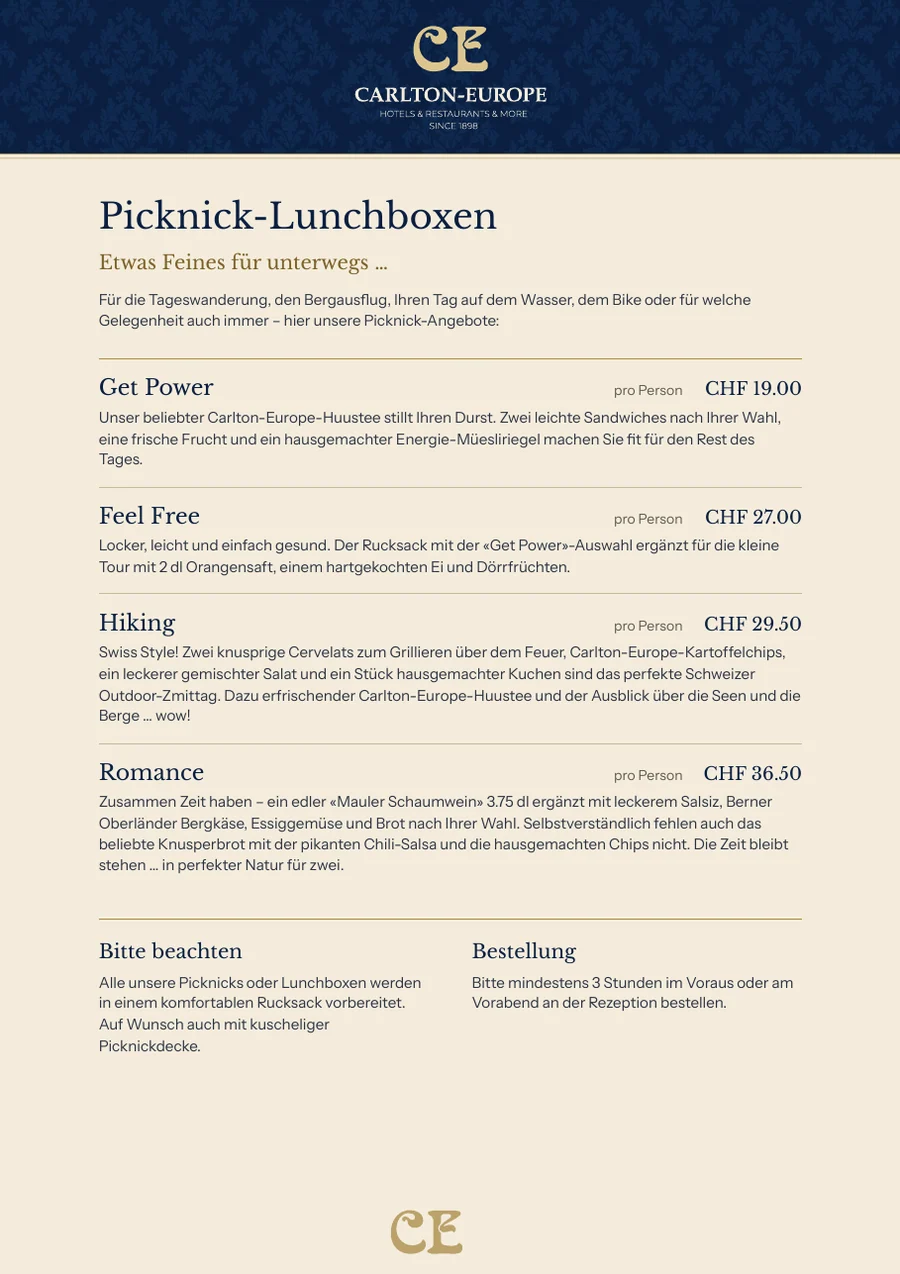 CE
CARLTON-EUROPE
HOTELS & RESTAURANTS & MORE
SINCE 1898
Picknick-Lunchboxen
Etwas Feines für unterwegs ...
Für die Tageswanderung, den Bergausflug, Ihren Tag auf dem Wasser, dem Bike oder für welche
Gelegenheit auch immer – hier unsere Picknick-Angebote:
Get Power pro Person CHF 19.00
Unser beliebter Carlton-Europe-Huustee stillt Ihren Durst. Zwei leichte Sandwiches nach Ihrer Wahl,
eine frische Frucht und ein hausgemachter Energie-Müesliriegel machen Sie fit für den Rest des
Tages.
Feel Free pro Person CHF 27.00
Locker, leicht und einfach gesund. Der Rucksack mit der «Get Power»-Auswahl ergänzt für die kleine
Tour mit 2 dl Orangensaft, einem hartgekochten Ei und Dörrfrüchten.
Hiking pro Person CHF 29.50
Swiss Style! Zwei knusprige Cervelats zum Grillieren über dem Feuer, Carlton-Europe-Kartoffelchips,
ein leckerer gemischter Salat und ein Stück hausgemachter Kuchen sind das perfekte Schweizer
Outdoor-Zmittag. Dazu erfrischender Carlton-Europe-Huustee und der Ausblick über die Seen und die
Berge ... wow!
Romance pro Person CHF 36.50
Zusammen Zeit haben – ein edler «Mauler Schaumwein» 3.75 dl ergänzt mit leckerem Salsiz, Berner
Oberländer Bergkäse, Essiggemüse und Brot nach Ihrer Wahl. Selbstverständlich fehlen auch das
beliebte Knusperbrot mit der pikanten Chili-Salsa und die hausgemachten Chips nicht. Die Zeit bleibt
stehen ... in perfekter Natur für zwei.
Bitte beachten
Alle unsere Picknicks oder Lunchboxen werden
in einem komfortablen Rucksack vorbereitet.
Auf Wunsch auch mit kuscheliger
Picknickdecke.
Bestellung
Bitte mindestens 3 Stunden im Voraus oder am
Vorabend an der Rezeption bestellen.
CE